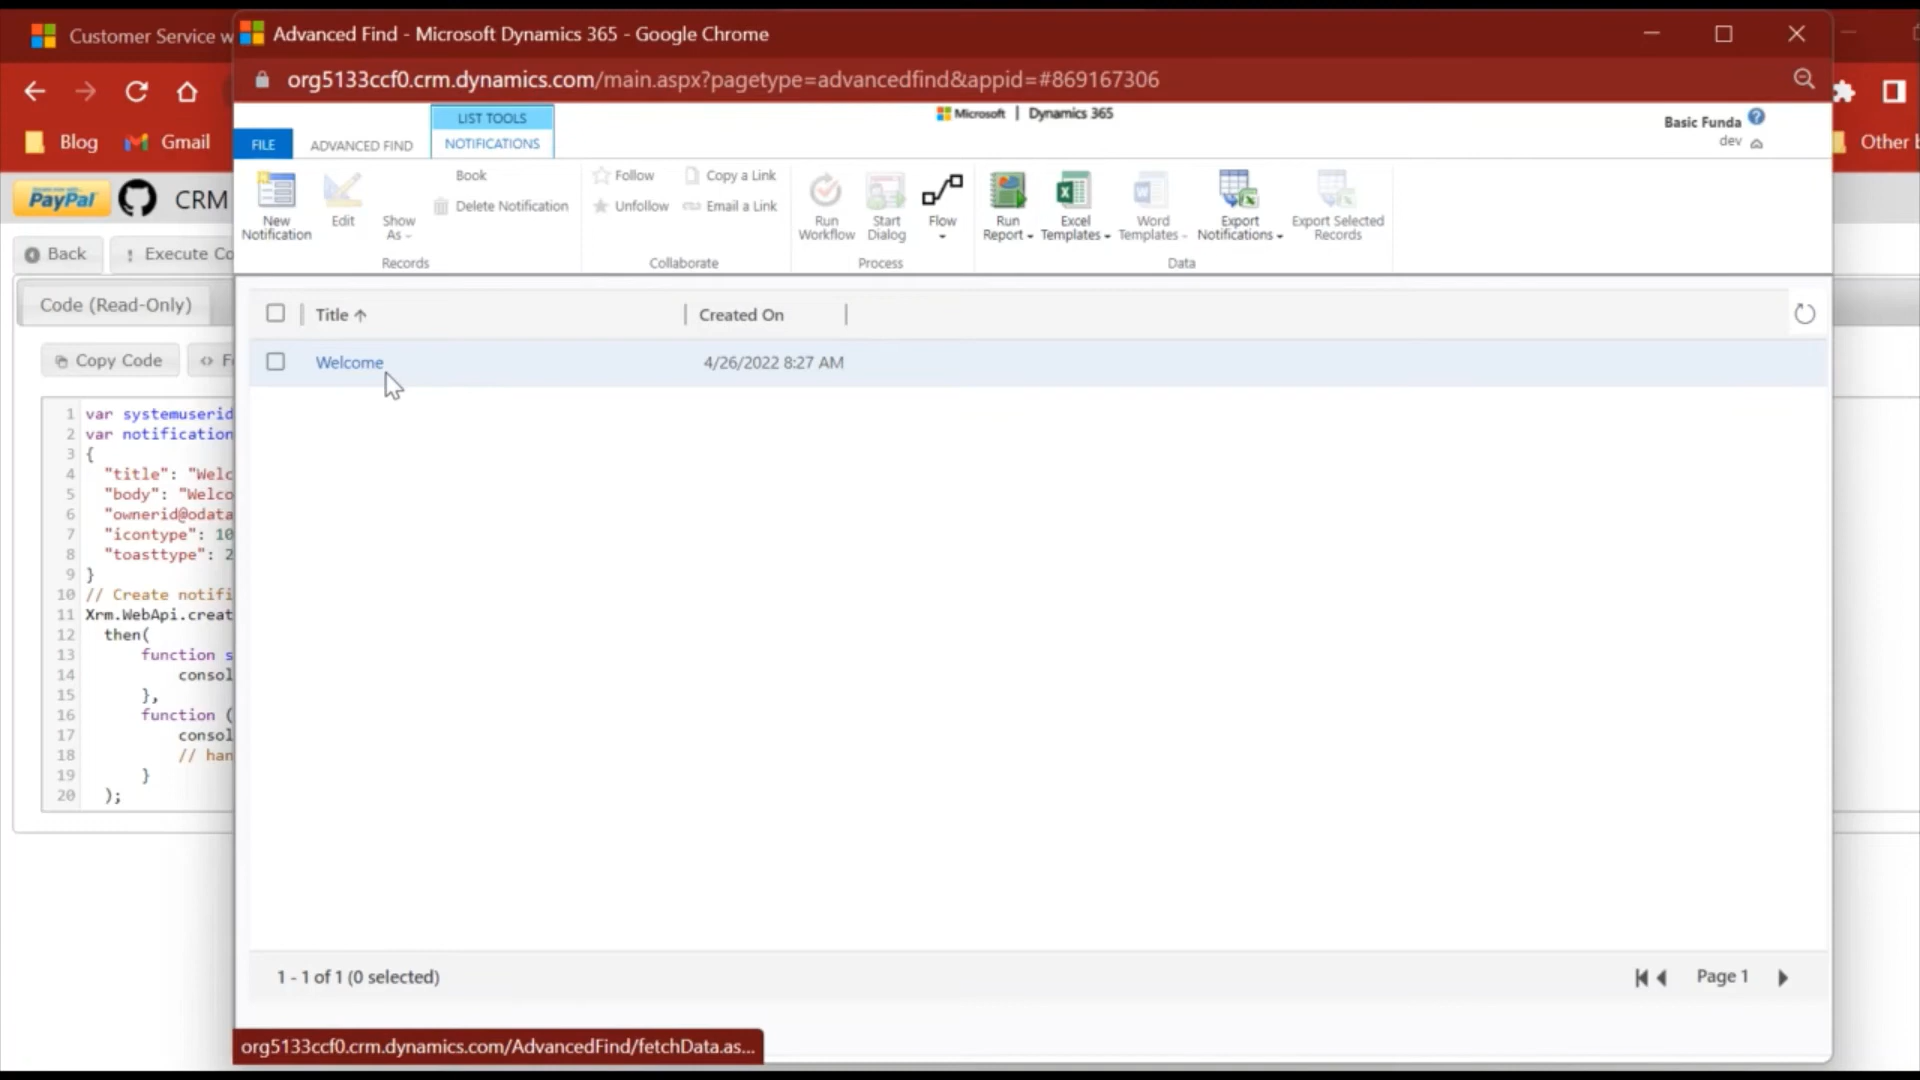 Customer Service w
Advanced Find - Microsoft Dynamics 365 - Google Chrome
org5133ccf0.crm.dynamics.com/main.aspx?pagetype=advancedfind&appid=#869167306
Blog
Gmail
Other b
LIST TOOLS
Microsoft | Dynamics 365
Basic Funda
dev
FILE
ADVANCED FIND
NOTIFICATIONS
PayPal
CRM
New Notification
Edit
Show As
Book
Delete Notification
Records
Follow
Unfollow
Copy a Link
Email a Link
Collaborate
Run Workflow
Start Dialog
Flow
Process
Run Report
Excel Templates
Word Templates
Export Notifications
Export Selected Records
Data
Back
Execute Co
Code (Read-Only)
Copy Code
<> F
Title
Created On
Welcome
4/26/2022 8:27 AM
1 var systemuserid
2 var notification
3 {
4 "title": "Welc
5 "body": "Welco
6 "ownerid@odata
7 "icontype": 10
8 "toasttype": 2
9 }
10 // Create notifi
11 Xrm.WebApi.creat
12 then(
13 function s
14 consol
15 },
16 function (
17 consol
18 // han
19 }
20 );
1 - 1 of 1 (0 selected)
Page 1
org5133ccf0.crm.dynamics.com/AdvancedFind/fetchData.as...